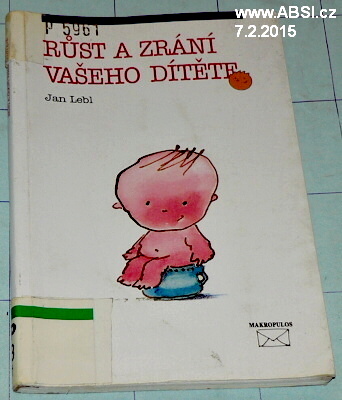 www.ABSI.cz
7.2.2015
P 5961
RŮST A ZRÁNÍ
VAŠEHO DÍTĚTE
Jan Lebl
MAKROPULOS